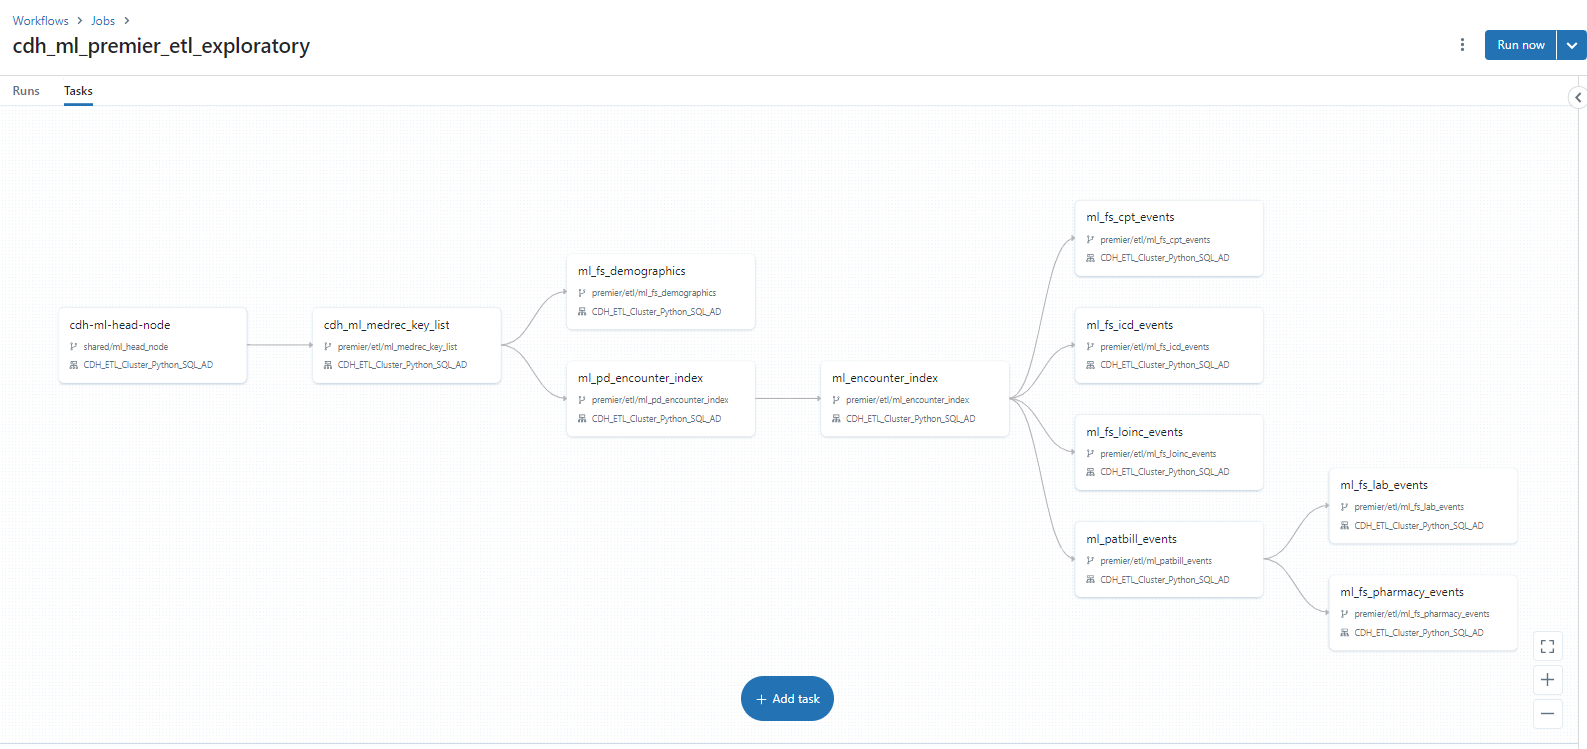 Workflows > Jobs >
cdh_ml_premier_etl_exploratory
Run now
Runs Tasks
cdh-ml-head-node
shared/ml_head_node
CDH_ETL_Cluster_Python_SQL_AD
cdh_ml_medrec_key_list
premier/etl/ml_medrec_key_list
CDH_ETL_Cluster_Python_SQL_AD
ml_fs_demographics
premier/etl/ml_fs_demographics
CDH_ETL_Cluster_Python_SQL_AD
ml_pd_encounter_index
premier/etl/ml_pd_encounter_index
CDH_ETL_Cluster_Python_SQL_AD
ml_encounter_index
premier/etl/ml_encounter_index
CDH_ETL_Cluster_Python_SQL_AD
ml_fs_cpt_events
premier/etl/ml_fs_cpt_events
CDH_ETL_Cluster_Python_SQL_AD
ml_fs_icd_events
premier/etl/ml_fs_icd_events
CDH_ETL_Cluster_Python_SQL_AD
ml_fs_loinc_events
premier/etl/ml_fs_loinc_events
CDH_ETL_Cluster_Python_SQL_AD
ml_patbill_events
premier/etl/ml_patbill_events
CDH_ETL_Cluster_Python_SQL_AD
ml_fs_lab_events
premier/etl/ml_fs_lab_events
CDH_ETL_Cluster_Python_SQL_AD
ml_fs_pharmacy_events
premier/etl/ml_fs_pharmacy_events
CDH_ETL_Cluster_Python_SQL_AD
+ Add task